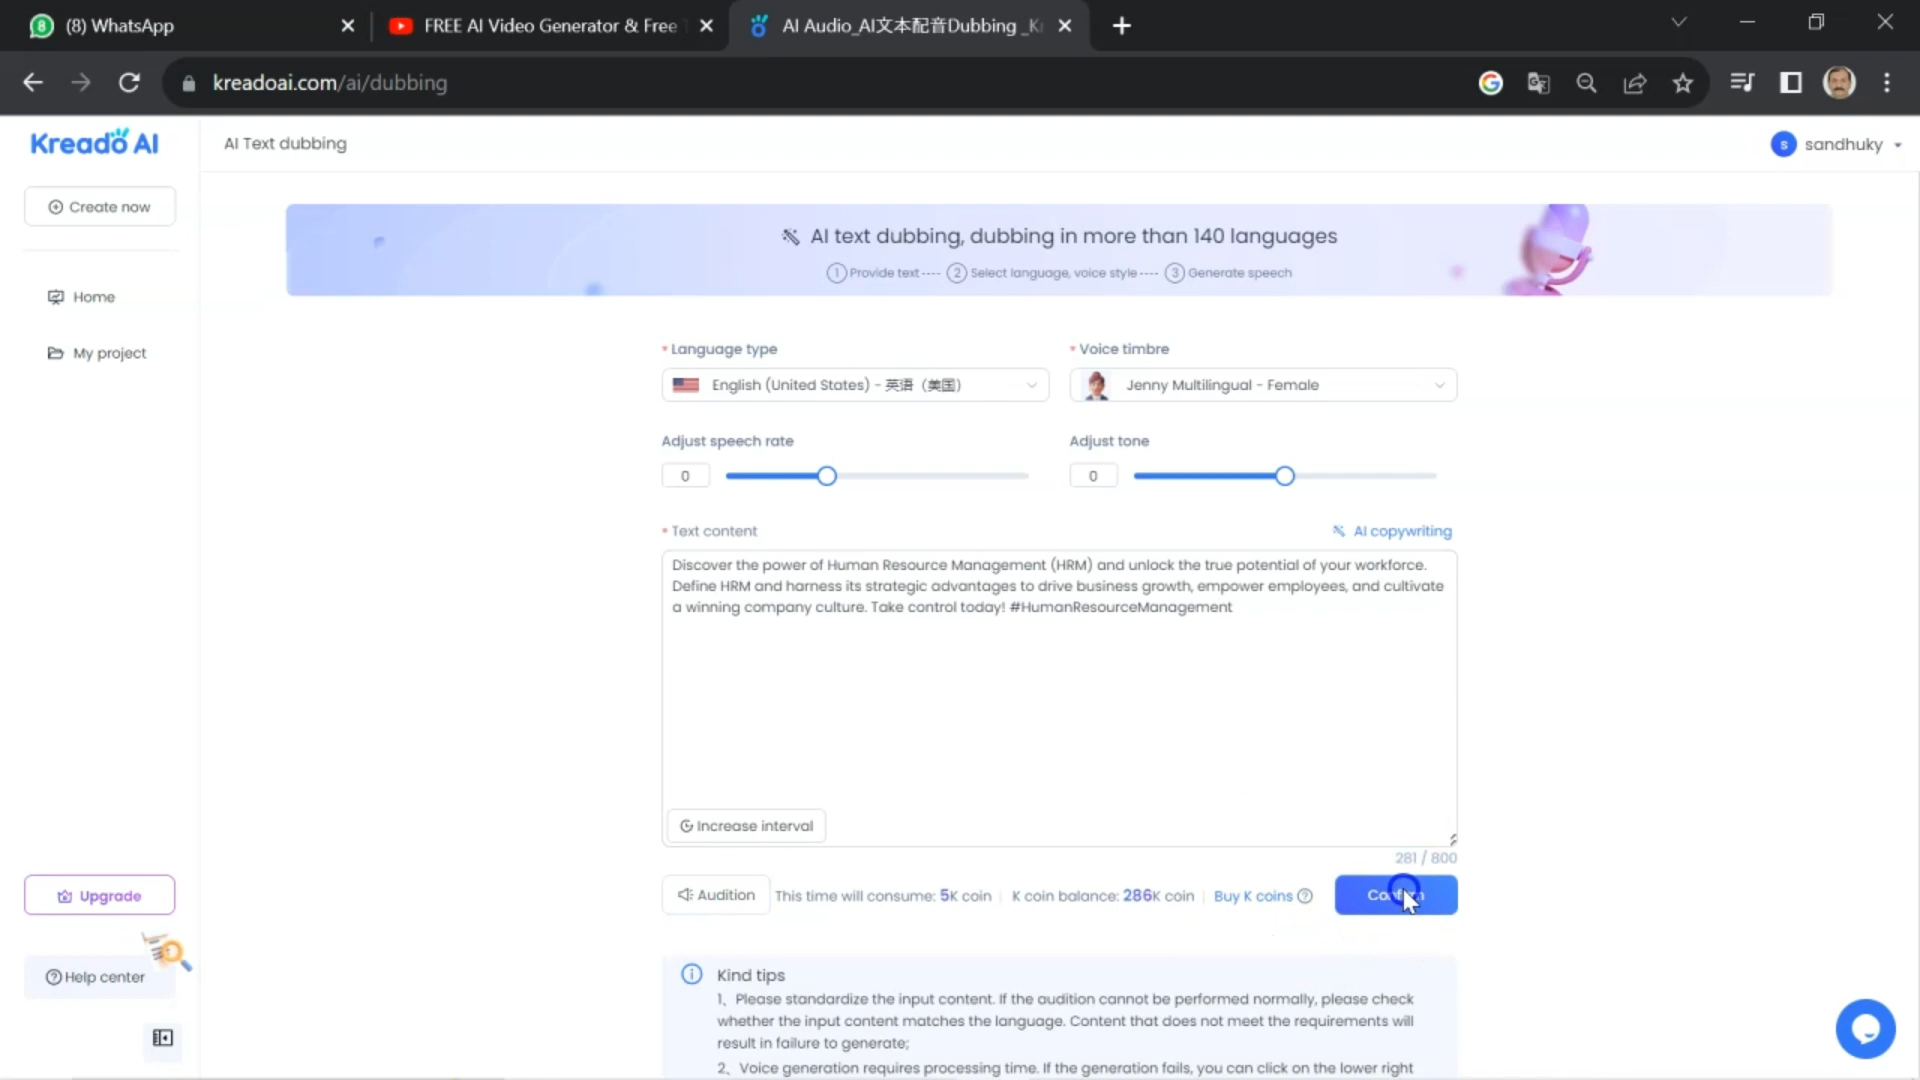 (8) WhatsApp
FREE AI Video Generator & Free
AI Audio_AI文本配音Dubbing _
kreadoai.com/ai/dubbing
Kreado AI
AI Text dubbing
s sandhuky
Create now
AI text dubbing, dubbing in more than 140 languages
1 Provide text---- 2 Select language, voice style---- 3 Generate speech
Home
My project
* Language type
* Voice timbre
English (United States) - 英语（美国）
Jenny Multilingual - Female
Adjust speech rate
Adjust tone
0
0
* Text content
AI copywriting
Discover the power of Human Resource Management (HRM) and unlock the true potential of your workforce.
Define HRM and harness its strategic advantages to drive business growth, empower employees, and cultivate
a winning company culture. Take control today! #HumanResourceManagement
Increase interval
281 / 800
Upgrade
Audition This time will consume: 5K coin | K coin balance: 286K coin | Buy K coins ? Confirm
Help center
Kind tips
1、Please standardize the input content. If the audition cannot be performed normally, please check
whether the input content matches the language. Content that does not meet the requirements will
result in failure to generate;
2、Voice generation requires processing time. If the generation fails, you can click on the lower right